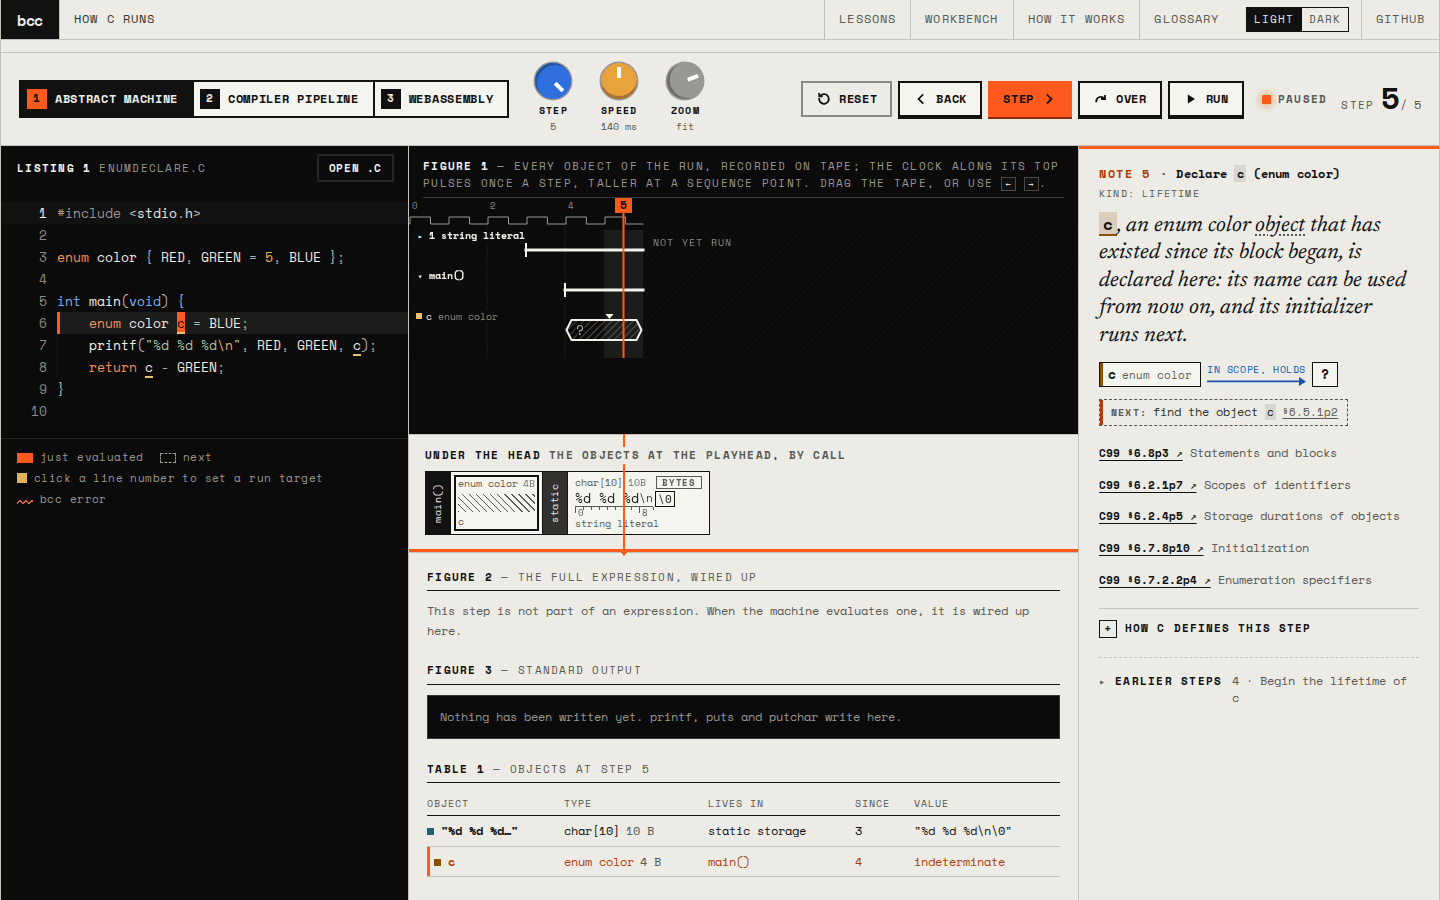 bcc HOW C RUNS LESSONS WORKBENCH HOW IT WORKS GLOSSARY LIGHT DARK GITHUB
1 ABSTRACT MACHINE 2 COMPILER PIPELINE 3 WEBASSEMBLY
STEP
5
SPEED
140 ms
ZOOM
fit
RESET BACK STEP OVER RUN PAUSED STEP 5 / 5
LISTING 1 ENUMDECLARE.C OPEN .C
1 #include <stdio.h>
2
3 enum color { RED, GREEN = 5, BLUE };
4
5 int main(void) {
6 enum color c = BLUE;
7 printf("%d %d %d\n", RED, GREEN, c);
8 return c - GREEN;
9 }
10
just evaluated next
click a line number to set a run target
bcc error
FIGURE 1 — EVERY OBJECT OF THE RUN, RECORDED ON TAPE; THE CLOCK ALONG ITS TOP
PULSES ONCE A STEP, TALLER AT A SEQUENCE POINT. DRAG THE TAPE, OR USE ← →.
0 2 4 5
▸ 1 string literal
NOT YET RUN
▾ main()
c enum color
?
UNDER THE HEAD THE OBJECTS AT THE PLAYHEAD, BY CALL
main()
enum color 4B
c
static
char[10] 10B BYTES
%d %d %d\n\0
0 8
string literal
FIGURE 2 — THE FULL EXPRESSION, WIRED UP
This step is not part of an expression. When the machine evaluates one, it is wired up
here.
FIGURE 3 — STANDARD OUTPUT
Nothing has been written yet. printf, puts and putchar write here.
TABLE 1 — OBJECTS AT STEP 5
OBJECT TYPE LIVES IN SINCE VALUE
"%d %d %d…" char[10] 10 B static storage 3 "%d %d %d\n\0"
c enum color 4 B main() 4 indeterminate
NOTE 5 · Declare c (enum color)
KIND: LIFETIME
c, an enum color object that has
existed since its block began, is
declared here: its name can be used
from now on, and its initializer
runs next.
c enum color IN SCOPE, HOLDS ?
NEXT: find the object c §6.5.1p2
C99 §6.8p3 ↗ Statements and blocks
C99 §6.2.1p7 ↗ Scopes of identifiers
C99 §6.2.4p5 ↗ Storage durations of objects
C99 §6.7.8p10 ↗ Initialization
C99 §6.7.2.2p4 ↗ Enumeration specifiers
+ HOW C DEFINES THIS STEP
▸ EARLIER STEPS 4 · Begin the lifetime of
c